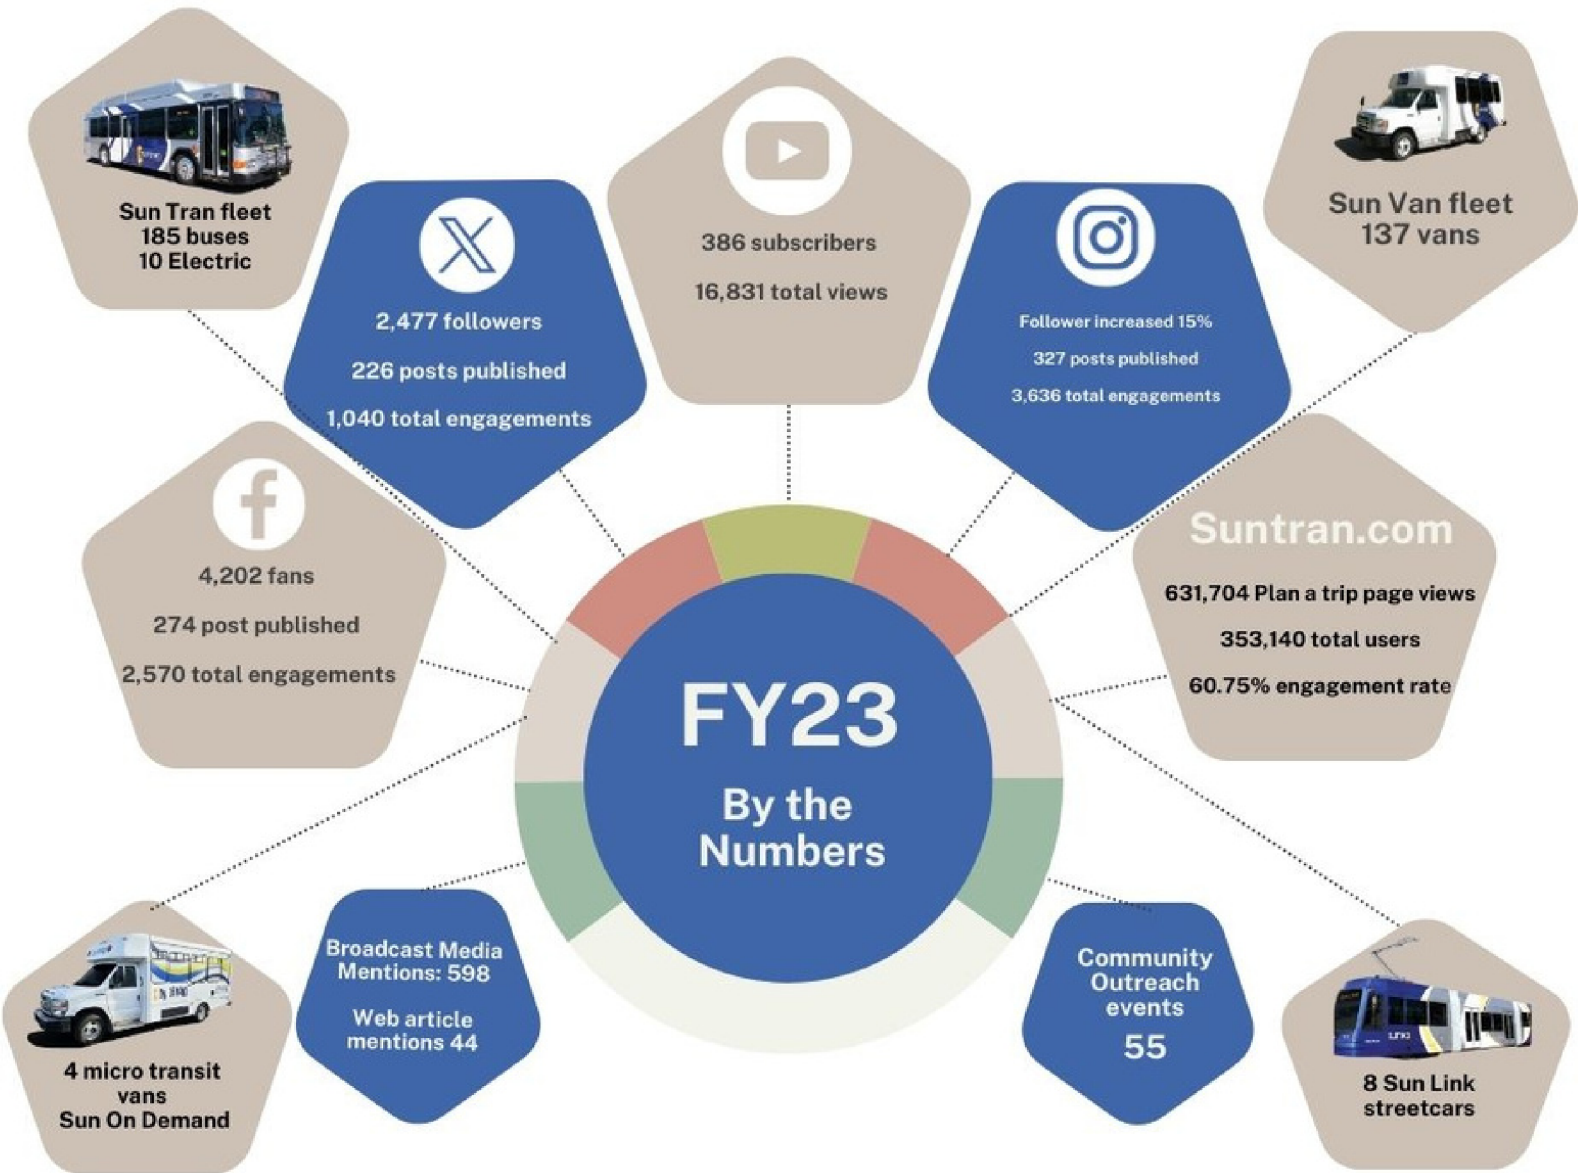 Sun Tran fleet
185 buses
10 Electric
2,477 followers
226 posts published
1,040 total engagements
386 subscribers
16,831 total views
Follower increased 15%
327 posts published
3,636 total engagements
Sun Van fleet
137 vans
4,202 fans
274 post published
2,570 total engagements
Suntran.com
631,704 Plan a trip page views
353,140 total users
60.75% engagement rate
FY23
By the
Numbers
4 micro transit
vans
Sun On Demand
Broadcast Media
Mentions: 598
Web article
mentions 44
Community
Outreach
events
55
8 Sun Link
streetcars